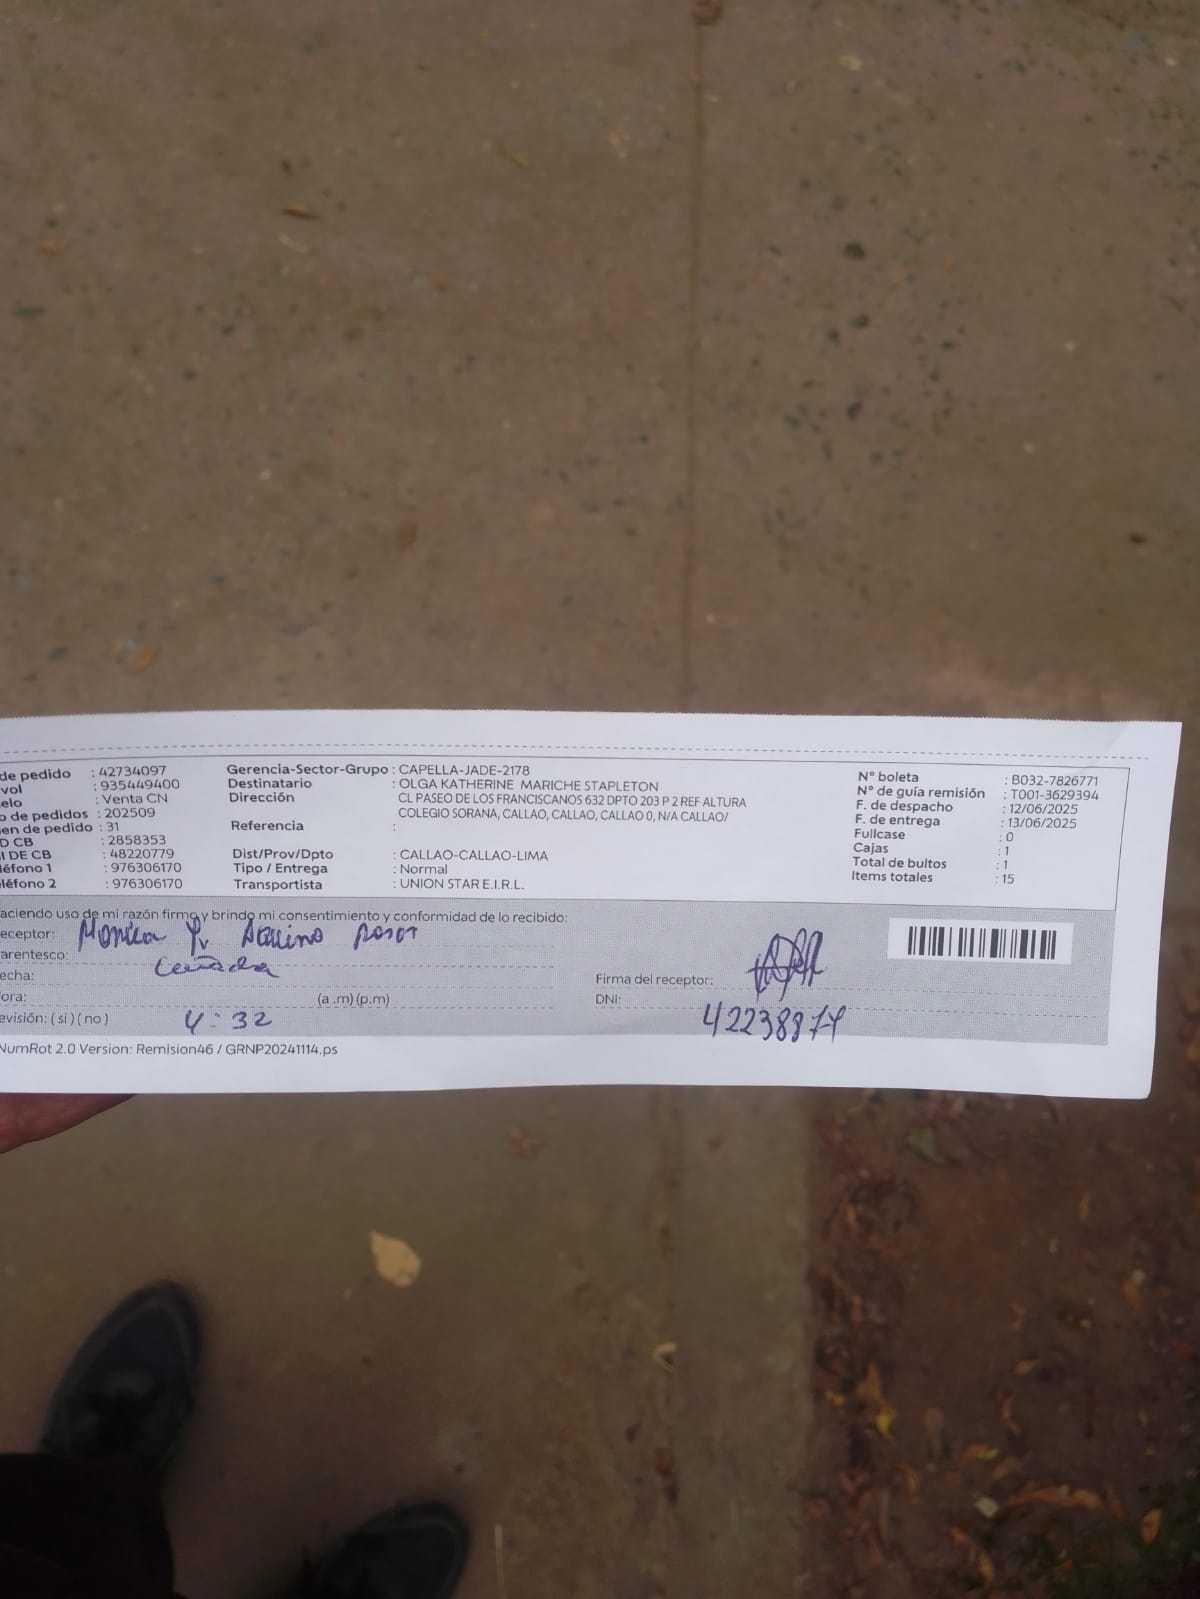 de pedido : 42734097
vol : 935449400
elo : Venta CN
o de pedidos : 202509
en de pedido : 31
D CB : 2858353
I DE CB : 48220779
léfono 1 : 976306170
léfono 2 : 976306170
Gerencia-Sector-Grupo : CAPELLA-JADE-2178
Destinatario : OLGA KATHERINE MARICHE STAPLETON
Dirección CL PASEO DE LOS FRANCISCANOS 632 DPTO 203 P 2 REF ALTURA
COLEGIO SORANA, CALLAO, CALLAO, CALLAO 0, N/A CALLAO/
Referencia :
Dist/Prov/Dpto : CALLAO-CALLAO-LIMA
Tipo / Entrega : Normal
Transportista : UNION STAR E.I.R.L.
N° boleta : B032-7826771
N° de guía remisión : T001-3629394
F. de despacho : 12/06/2025
F. de entrega : 13/06/2025
Fullcase : 0
Cajas : 1
Total de bultos : 1
Items totales : 15
aciendo uso de mi razón firmo y brindo mi consentimiento y conformidad de lo recibido:
eceptor: Monica Y. Aquino
arentesco: Cuñada
echa:
ora: (a .m) (p.m)
evisión: ( si ) ( no ) 4:32
Firma del receptor:
DNI: 42238874
NumRot 2.0 Version: Remision46 / GRNP20241114.ps